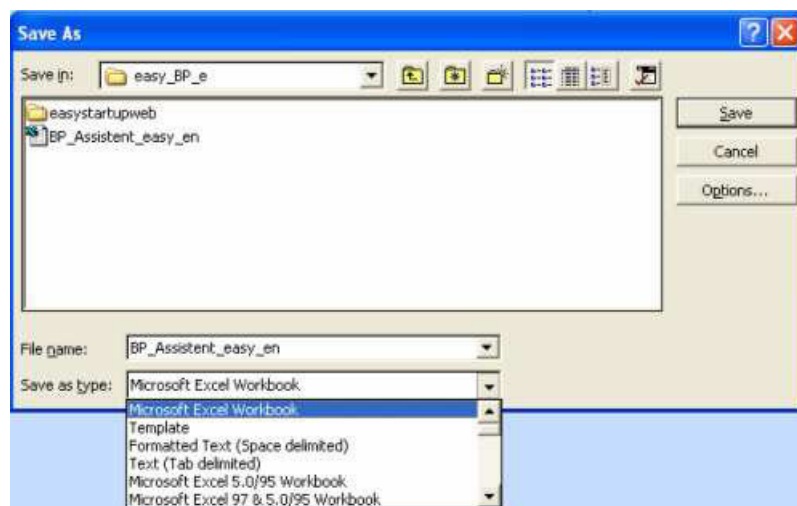 Save As
Save in: easy_BP_e
easystartupweb
BP_Assistent_easy_en
Save
Cancel
Options...
File name: BP_Assistent_easy_en
Save as type: Microsoft Excel Workbook
Microsoft Excel Workbook
Template
Formatted Text (Space delimited)
Text (Tab delimited)
Microsoft Excel 5.0/95 Workbook
Microsoft Excel 97 & 5.0/95 Workbook